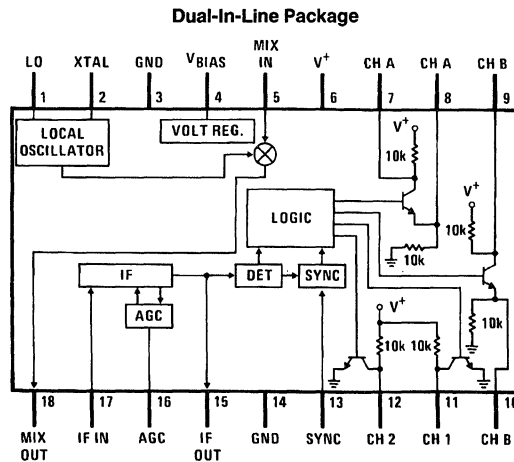 Dual-In-Line Package
LO XTAL GND VBIAS MIX IN V+ CH A CH A CH B
1 2 3 4 5 6 7 8 9
LOCAL OSCILLATOR
VOLT REG.
V+
10k
V+
LOGIC
10k
10k
IF
DET
SYNC
V+
AGC
10k
10k 10k
18 17 16 15 14 13 12 11 10
MIX OUT IF IN AGC IF OUT GND SYNC CH 2 CH 1 CH B